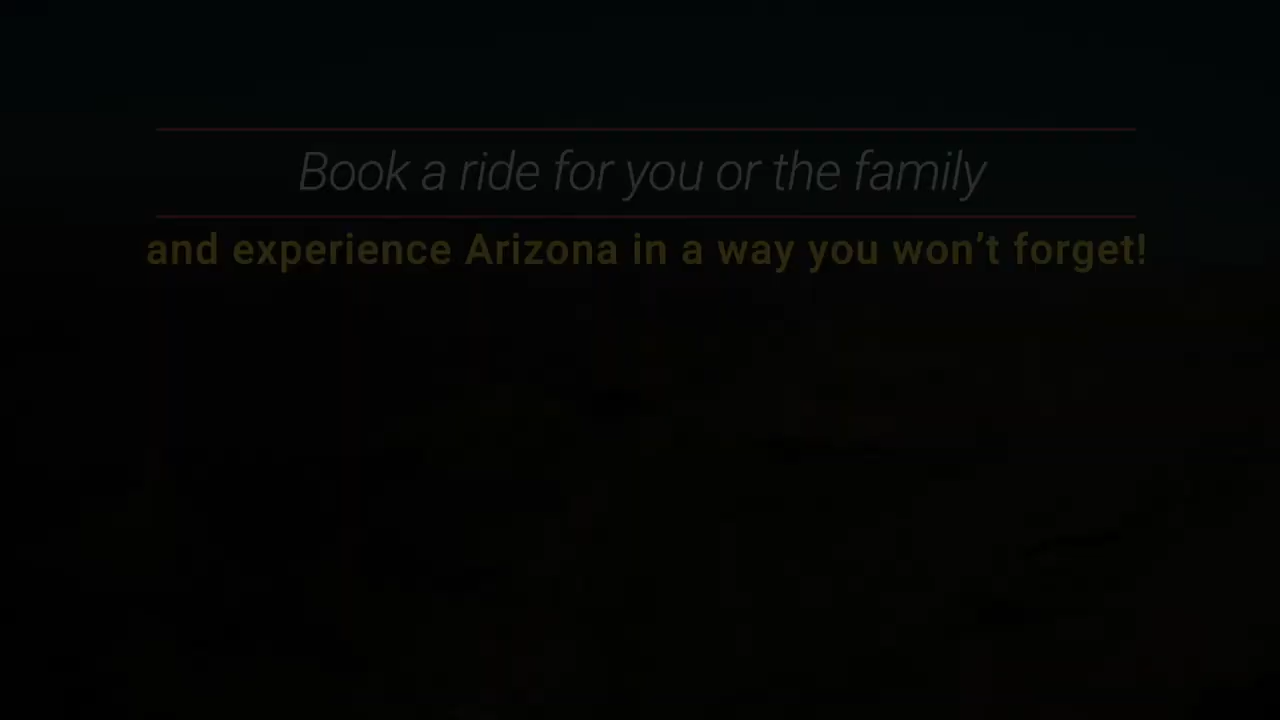 Book a ride for you or the family
and experience Arizona in a way you won’t forget!